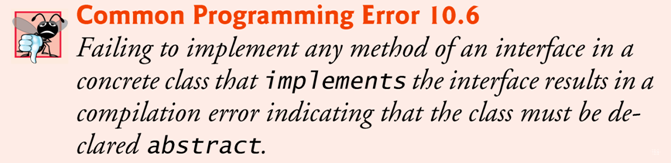 Common Programming Error 10.6
Failing to implement any method of an interface in a
concrete class that implements the interface results in a
compilation error indicating that the class must be de-
clared abstract.